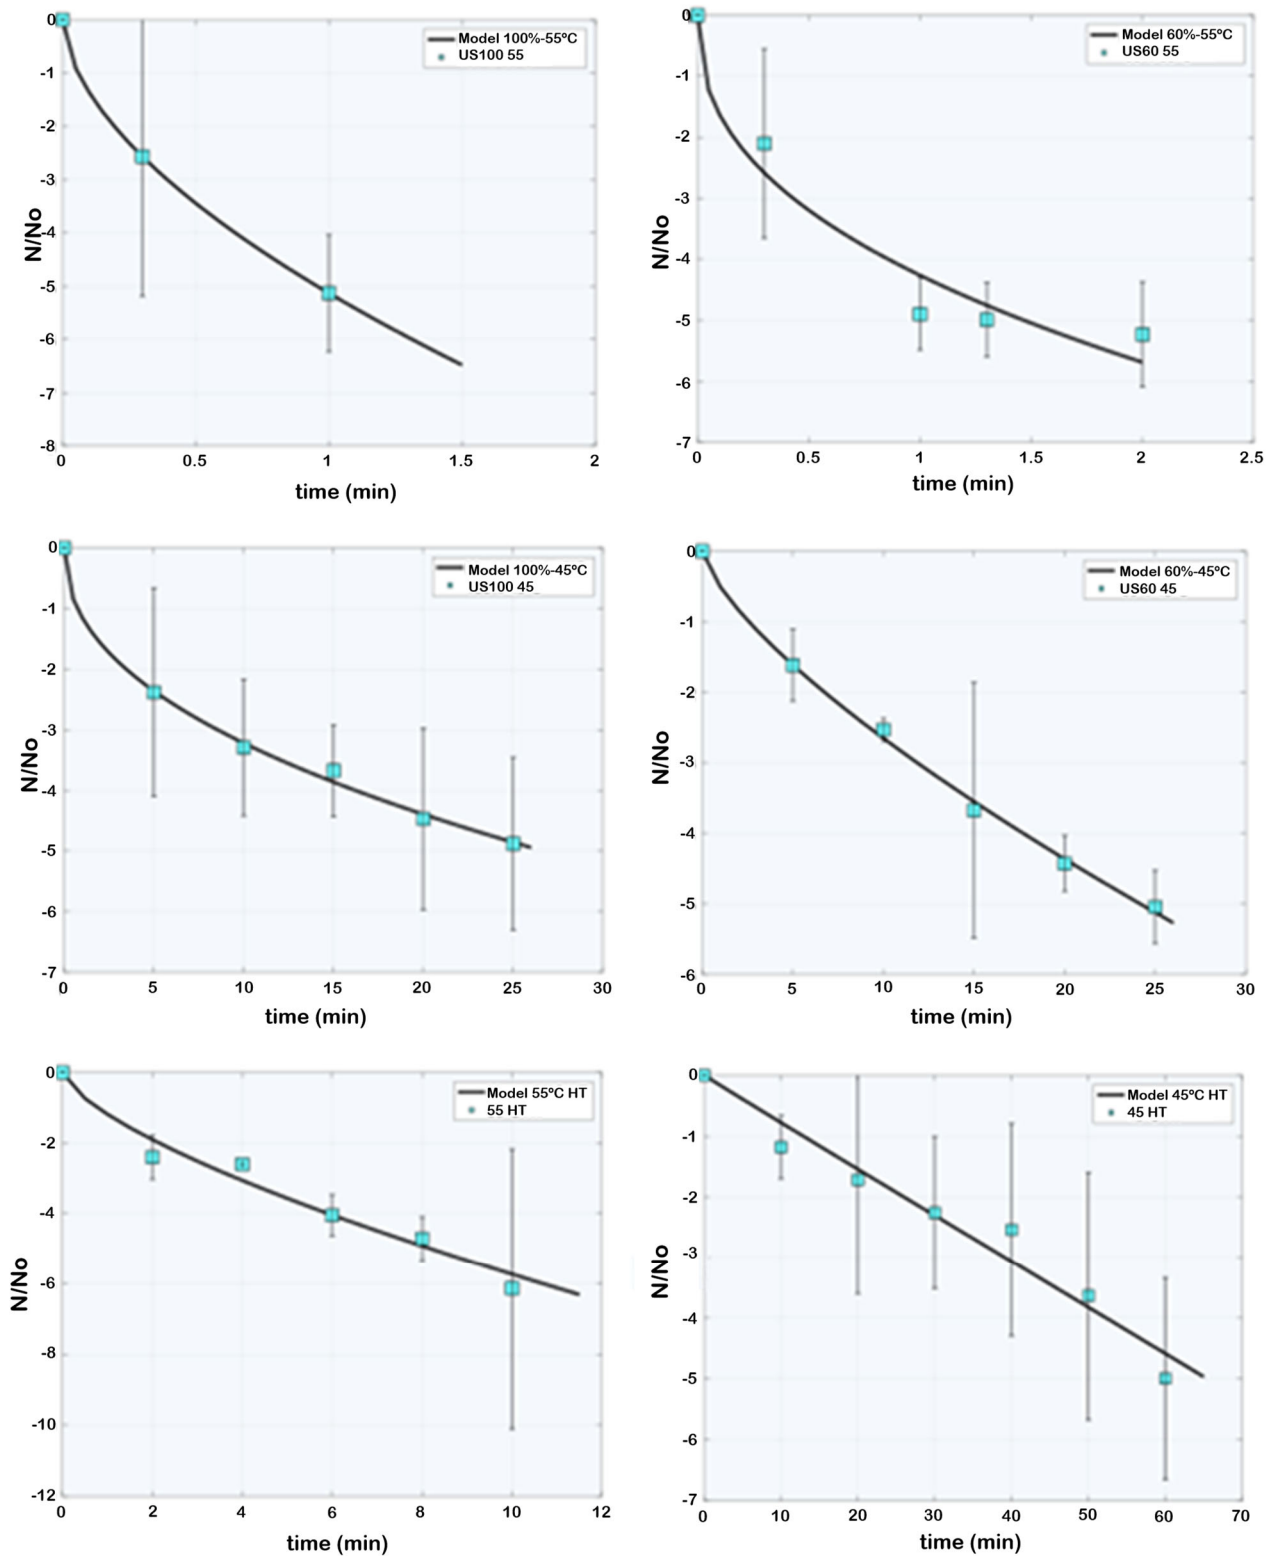 0
-1
-2
-3
-4
-5
-6
-7
-8
N/No
Model 100%-55ºC
US100 55
0 0.5 1 1.5 2
time (min)
0
-1
-2
-3
-4
-5
-6
-7
N/No
Model 60%-55ºC
US60 55
0 0.5 1 1.5 2 2.5
time (min)
0
-1
-2
-3
-4
-5
-6
-7
N/No
Model 100%-45ºC
US100 45
0 5 10 15 20 25 30
time (min)
0
-1
-2
-3
-4
-5
-6
N/No
Model 60%-45ºC
US60 45
0 5 10 15 20 25 30
time (min)
0
-2
-4
-6
-8
-10
-12
N/No
Model 55ºC HT
55 HT
0 2 4 6 8 10 12
time (min)
0
-1
-2
-3
-4
-5
-6
-7
N/No
Model 45ºC HT
45 HT
0 10 20 30 40 50 60 70
time (min)